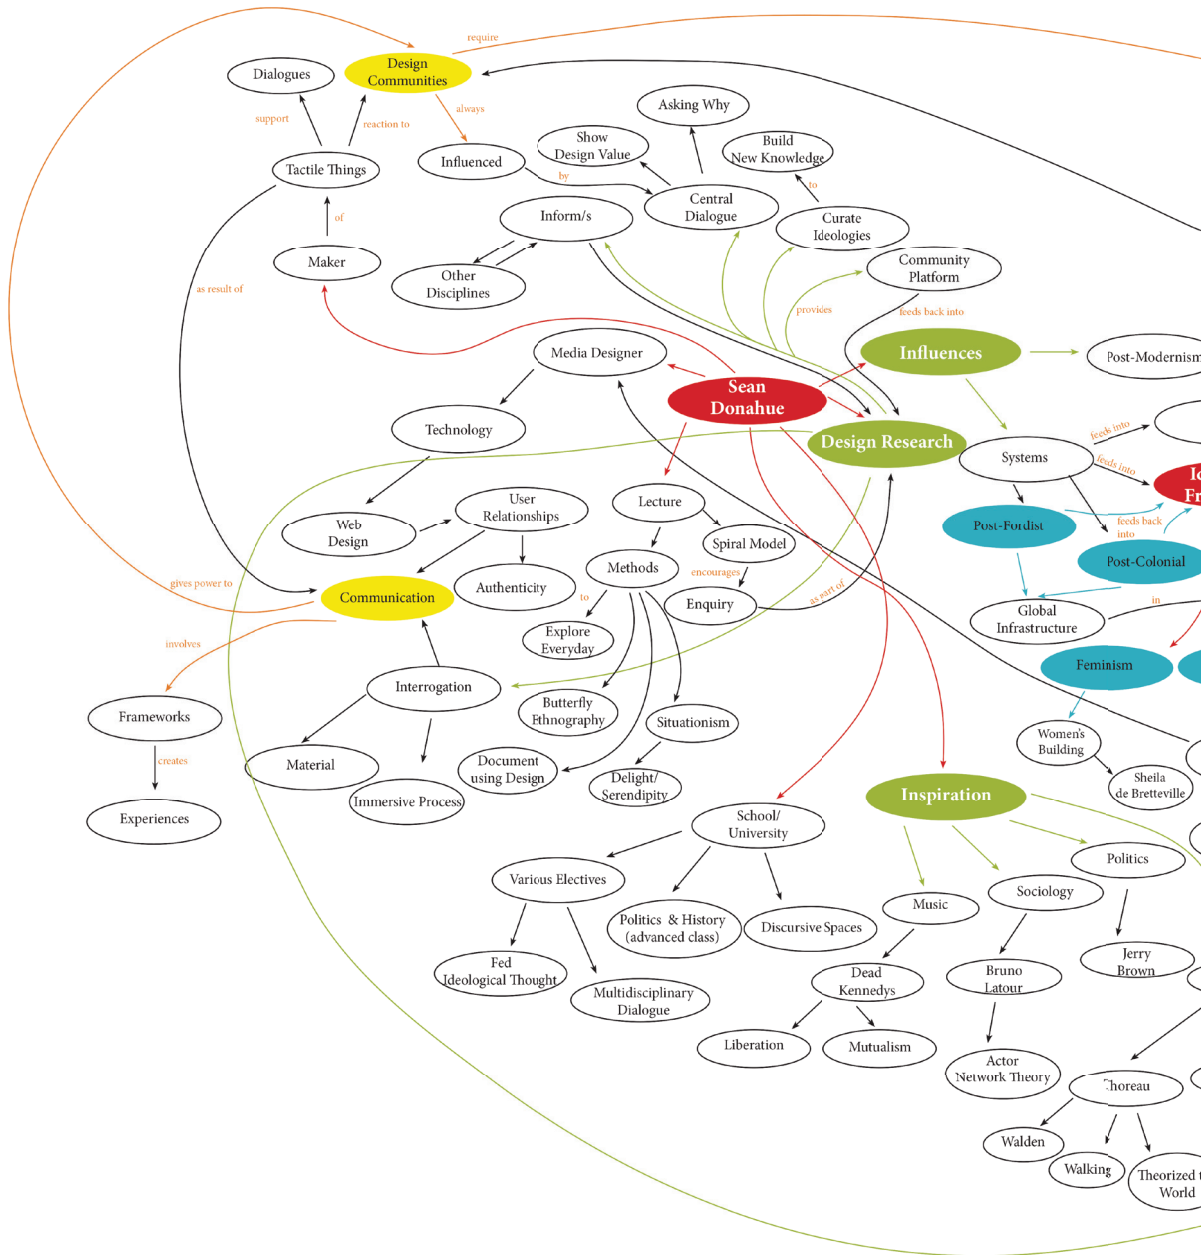 require
Design
Communities
Dialogues
support
reaction to
always
Asking Why
Show
Design Value
Build
New Knowledge
Tactile Things
Influenced
by
to
Central
Dialogue
Inform/s
Curate
Ideologies
of
Maker
Other
Disciplines
Community
Platform
as result of
provides
feeds back into
Media Designer
Influences
Post-Modernism
Sean
Donahue
Technology
Design Research
Systems
feeds into
feeds into
User
Relationships
Lecture
Web
Design
Spiral Model
Post-Fordist
feeds back
into
Post-Colonial
Methods
encourages
gives power to
Communication
Authenticity
to
Enquiry
as part of
Global
Infrastructure
in
Explore
Everyday
involves
Feminism
Interrogation
Frameworks
Butterfly
Ethnography
Situationism
Women's
Building
creates
Material
Document
using Design
Immersive Process
Delight/
Serendipity
Sheila
de Bretteville
Inspiration
Experiences
School/
University
Politics
Various Electives
Sociology
Music
Politics & History
(advanced class)
Discursive Spaces
Fed
Ideological Thought
Jerry
Brown
Dead
Kennedys
Bruno
Latour
Multidisciplinary
Dialogue
Liberation
Mutualism
Actor
Network Theory
Thoreau
Walden
Walking
Theorized
World